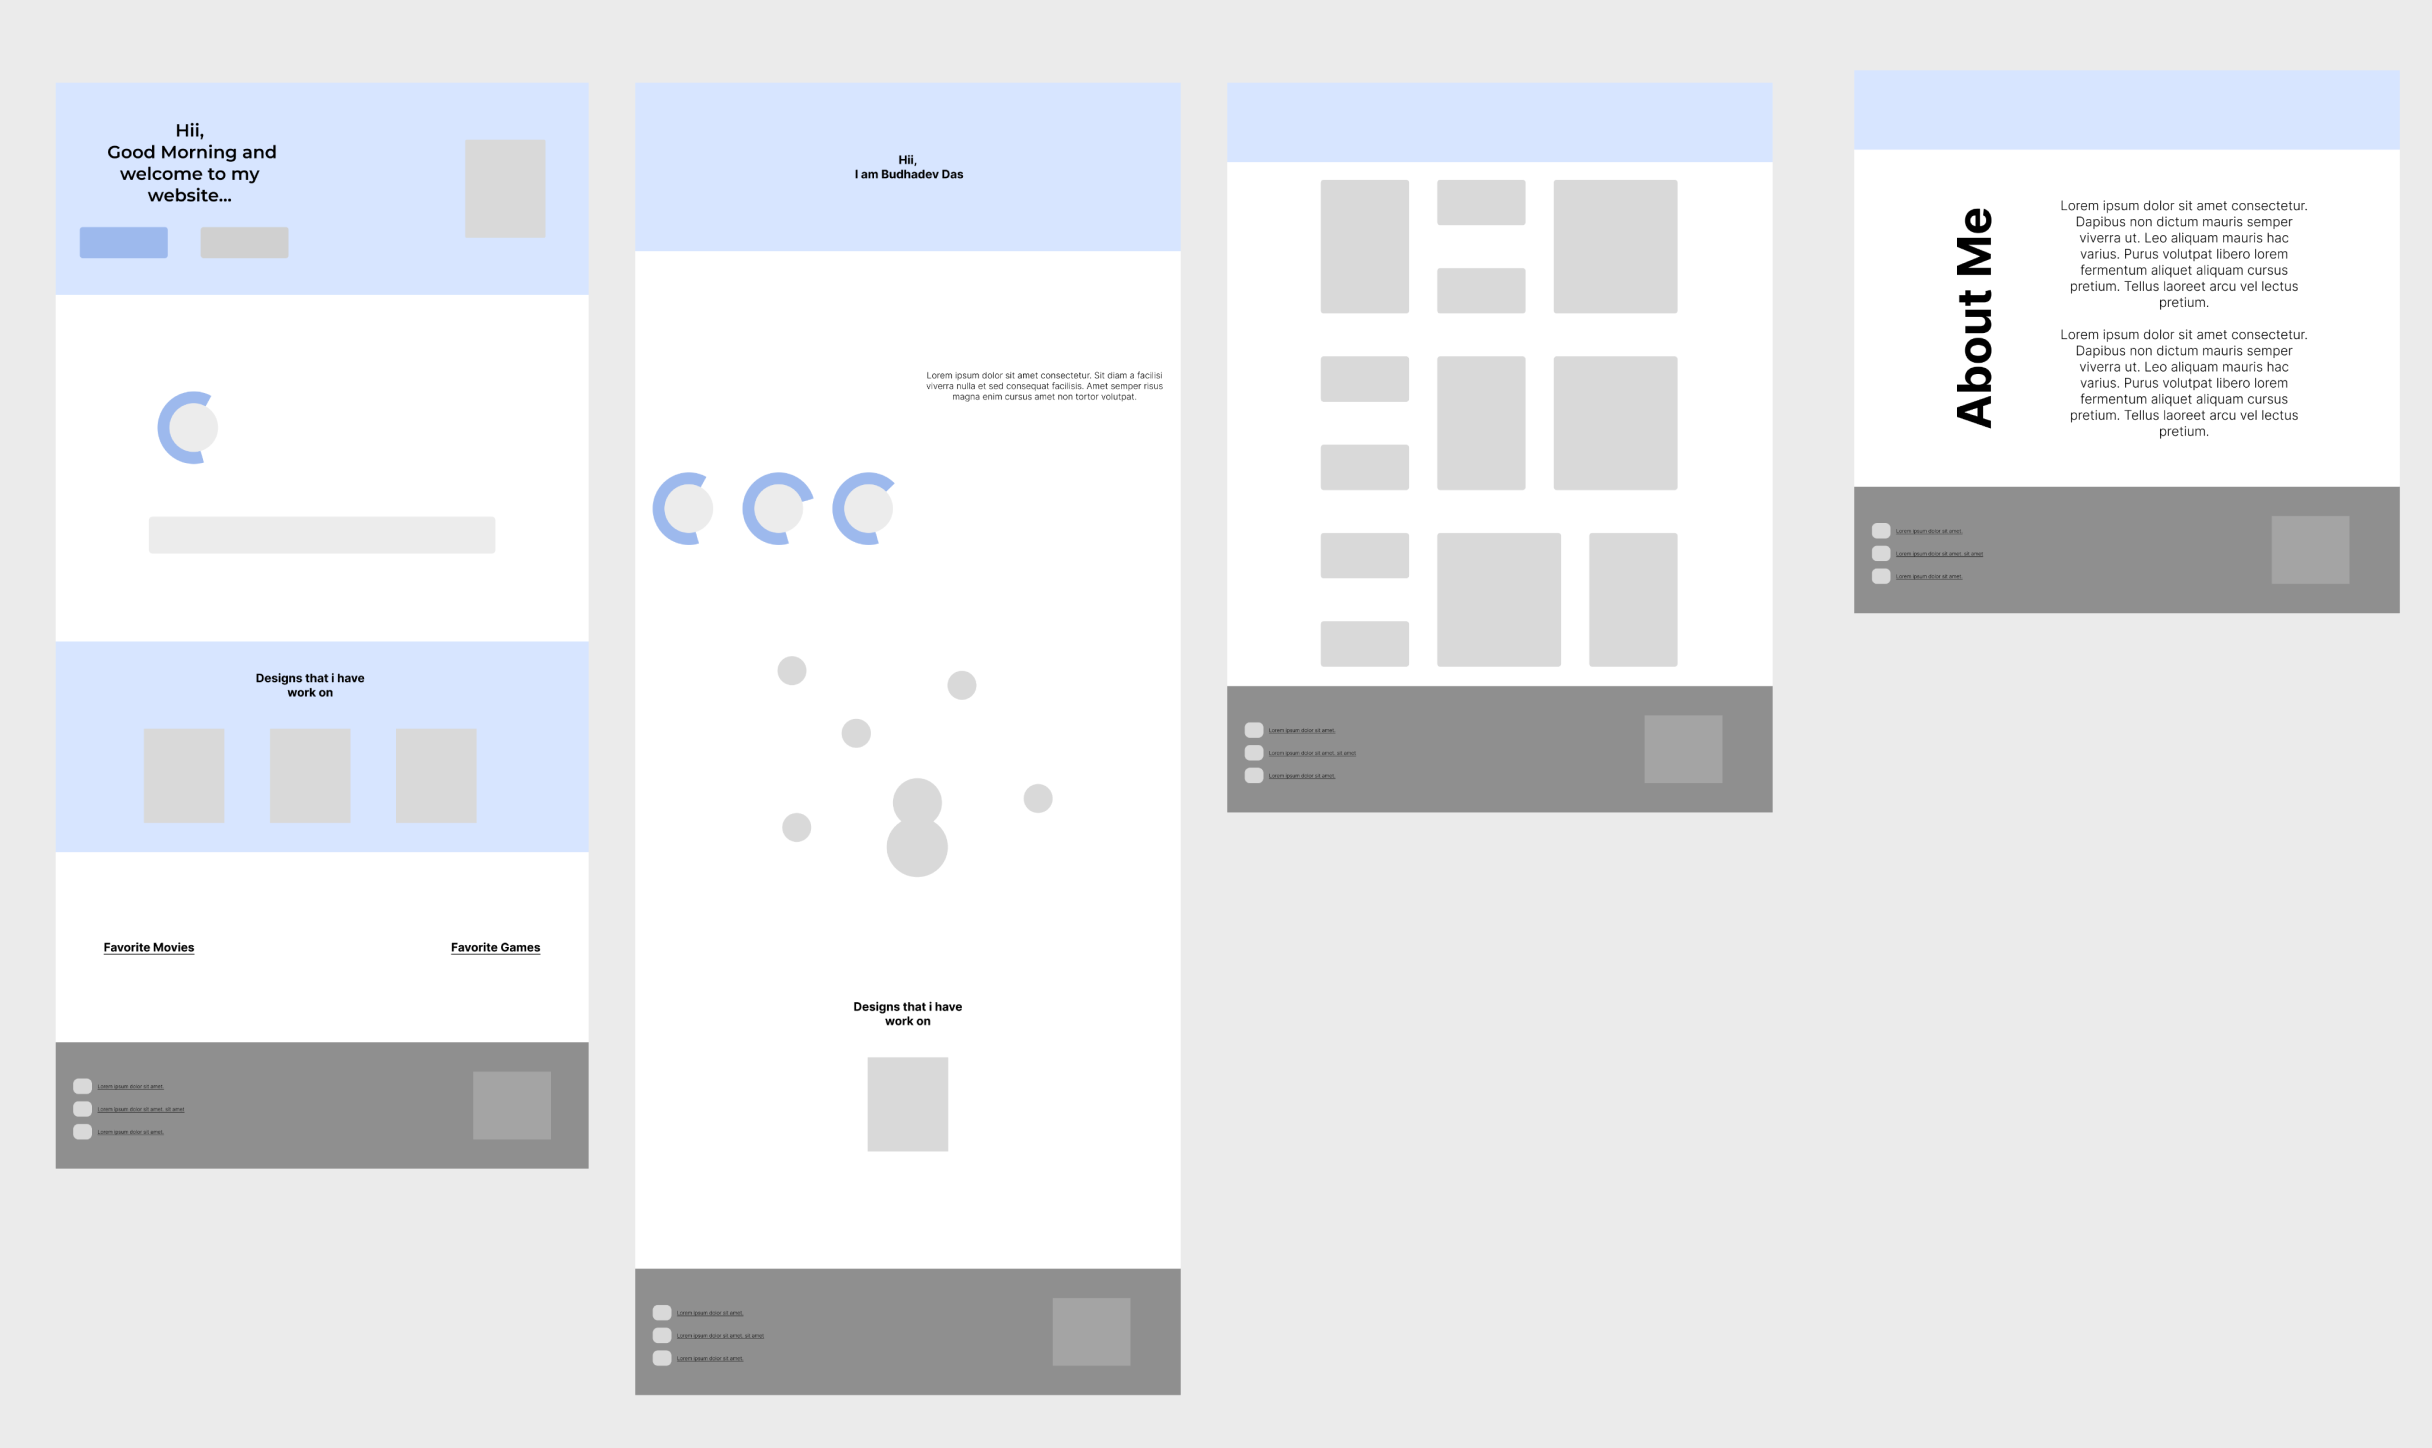 Hii,
Good Morning and
welcome to my
website...
Designs that i have
work on
Favorite Movies
Favorite Games
Lorem ipsum dolor sit amet.
Lorem ipsum dolor sit amet, sit amet
Lorem ipsum dolor sit amet.
Hii,
I am Budhadev Das
Lorem ipsum dolor sit amet consectetur. Sit diam a facilisi
viverra nulla et sed consequat facilisis. Amet semper risus
magna enim cursus amet non tortor volutpat.
Designs that i have
work on
Lorem ipsum dolor sit amet.
Lorem ipsum dolor sit amet, sit amet
Lorem ipsum dolor sit amet.
Lorem ipsum dolor sit amet.
Lorem ipsum dolor sit amet, sit amet
Lorem ipsum dolor sit amet.
About Me
Lorem ipsum dolor sit amet consectetur.
Dapibus non dictum mauris semper
viverra ut. Leo aliquam mauris hac
varius. Purus volutpat libero lorem
fermentum aliquet aliquam cursus
pretium. Tellus laoreet arcu vel lectus
pretium.
Lorem ipsum dolor sit amet consectetur.
Dapibus non dictum mauris semper
viverra ut. Leo aliquam mauris hac
varius. Purus volutpat libero lorem
fermentum aliquet aliquam cursus
pretium. Tellus laoreet arcu vel lectus
pretium.
Lorem ipsum dolor sit amet.
Lorem ipsum dolor sit amet, sit amet
Lorem ipsum dolor sit amet.